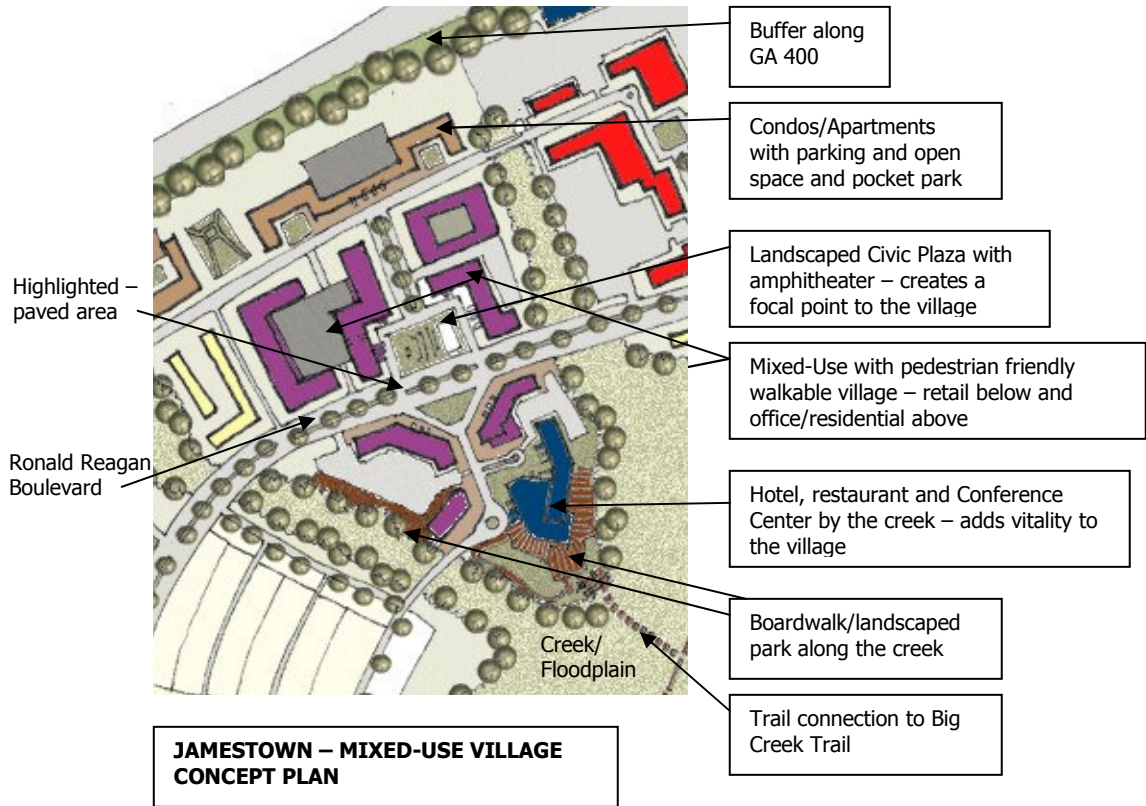 Buffer along
GA 400
Condos/Apartments
with parking and open
space and pocket park
Landscaped Civic Plaza with
amphitheater – creates a
focal point to the village
Highlighted –
paved area
Mixed-Use with pedestrian friendly
walkable village – retail below and
office/residential above
Ronald Reagan
Boulevard
Hotel, restaurant and Conference
Center by the creek – adds vitality to
the village
Boardwalk/landscaped
park along the creek
Creek/
Floodplain
Trail connection to Big
Creek Trail
JAMESTOWN – MIXED-USE VILLAGE
CONCEPT PLAN